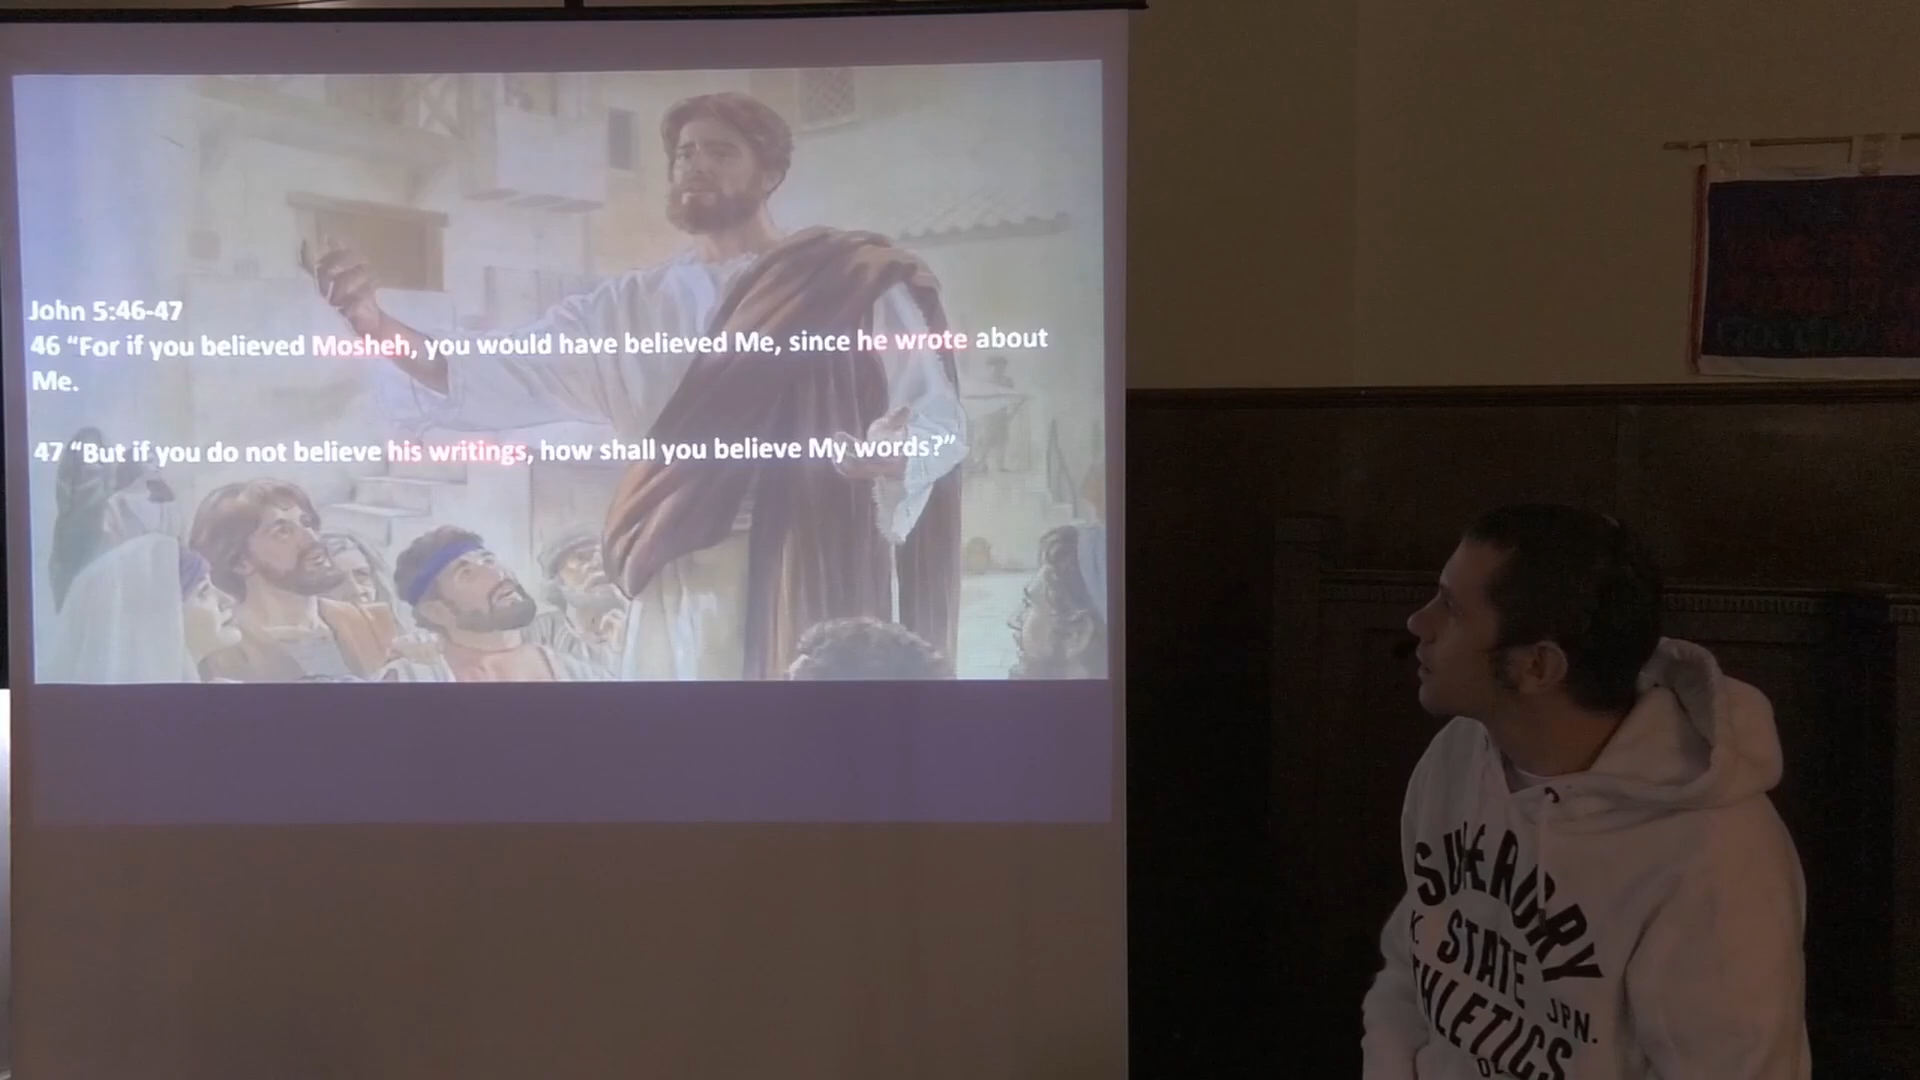 John 5:46-47
46 “For if you believed Mosheh, you would have believed Me, since he wrote about
Me.
47 “But if you do not believe his writings, how shall you believe My words?”
SUPERDRY
K. STATE
JPN.
ATHLETICS